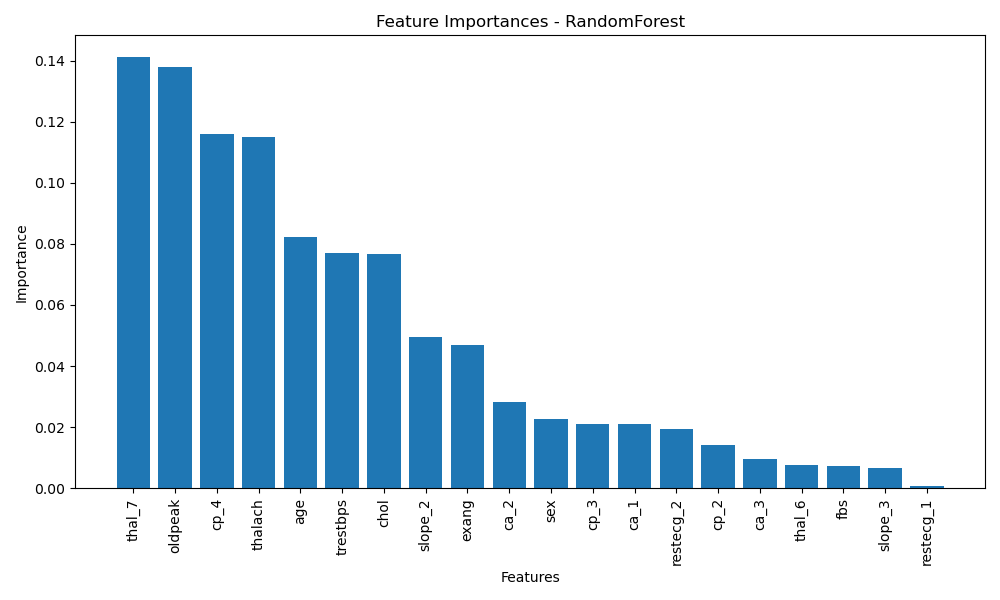 Feature Importances - RandomForest
Importance
0.14
0.12
0.10
0.08
0.06
0.04
0.02
0.00
thal_7
oldpeak
cp_4
thalach
age
trestbps
chol
slope_2
exang
ca_2
sex
cp_3
ca_1
restecg_2
cp_2
ca_3
thal_6
fbs
slope_3
restecg_1
Features